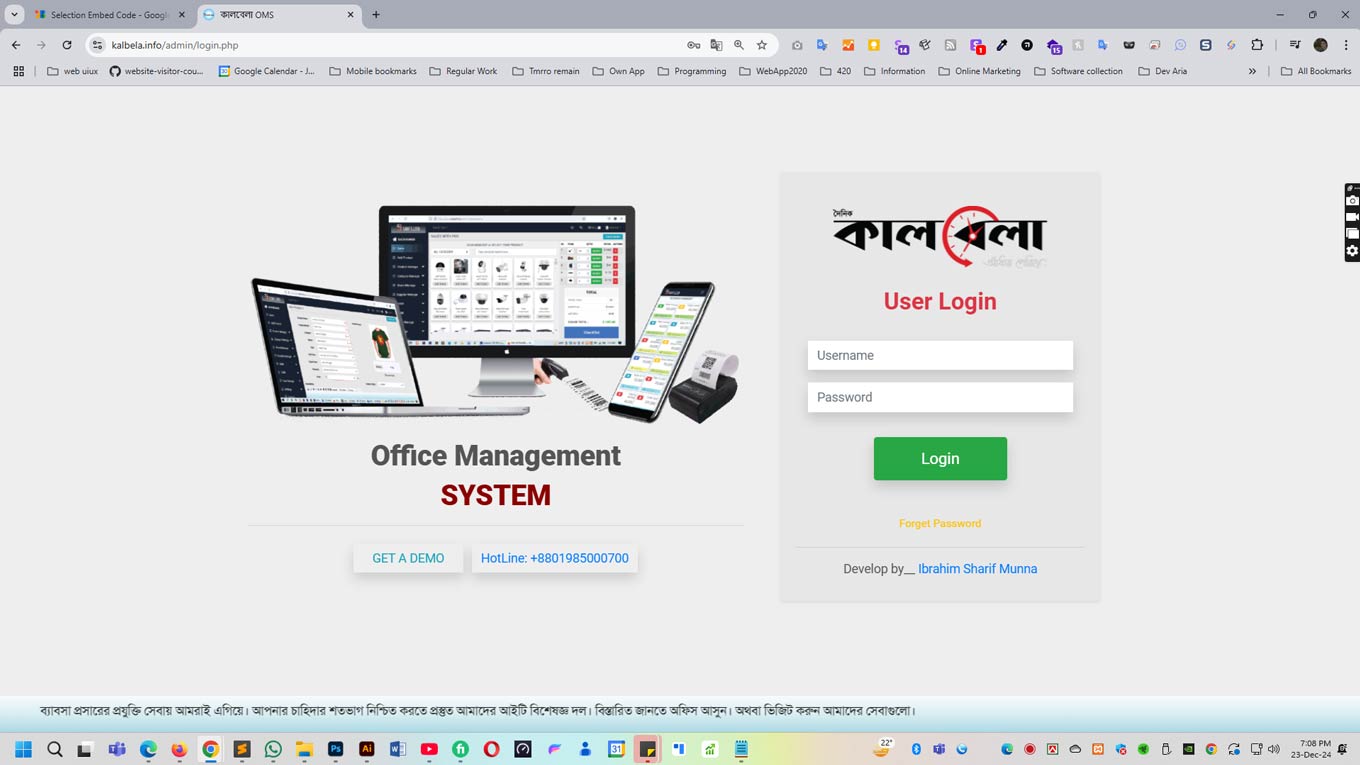 Selection Embed Code - Googl
কালবেলা OMS
kalbela.info/admin/login.php
web uiux
website-visitor-cou...
Google Calendar - J...
Mobile bookmarks
Regular Work
Tmrro remain
Own App
Programming
WebApp2020
420
Information
Online Marketing
Software collection
Dev Aria
»
All Bookmarks
দৈনিক
কালবেলা
User Login
Username
Password
Login
Forget Password
Develop by__ Ibrahim Sharif Munna
Office Management
SYSTEM
GET A DEMO
HotLine: +8801985000700
ব্যাবসা প্রসারের প্রযুক্তি সেবায় আমরাই এগিয়ে। আপনার চাহিদার শতভাগ নিশ্চিত করতে প্রস্তুত আমাদের আইটি বিশেষজ্ঞ দল। বিস্তারিত জানতে অফিস আসুন। অথবা ভিজিট করুন আমাদের সেবাগুলো।
22°
7:08 PM
23-Dec-24